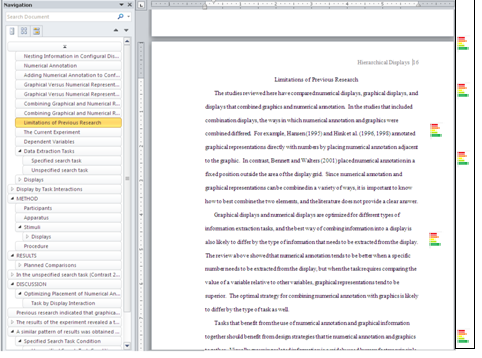 Navigation
Search Document
Nesting Information in Configural Dis...
Numerical Annotation
Adding Numerical Annotation to Conf...
Graphical Versus Numerical Represent...
Graphical Versus Numerical Represent...
Combining Graphical and Numerical R...
Combining Graphical and Numerical R...
Limitations of Previous Research
The Current Experiment
Dependent Variables
Data Extraction Tasks
Specified search task
Unspecified search task
Displays
Display by Task Interactions
METHOD
Participants
Apparatus
Stimuli
Displays
Procedure
RESULTS
Planned Comparisons
In the unspecified search task (Contrast 2...
DISCUSSION
Optimizing Placement of Numerical An...
Task by Display Interaction
Previous research indicated that graphica...
The results of the experiment revealed a t...
A similar pattern of results was obtained ...
Specified Search Task Condition
Hierarchical Displays 10
Limitations of Previous Research
The studies reviewed here have compared numerical displays, graphical displays, and
displays that combined graphics and numerical annotation. In the studies that included
combination displays, the ways in which numerical annotation and graphics were
combined differed. For example, Hansen (1995) and Hink et al. (1996, 1998) annotated
graphical representations directly with numbers by placing numerical annotation adjacent
to the graphic. In contrast, Bennett and Walters (2001) placed numerical annotation in a
fixed position outside the area of the display grid. Since numerical annotation and
graphical representations can be combined in a variety of ways, it is important to know
how to best combine the two elements, and the literature does not provide a clear answer.
Graphical displays and numerical displays are optimized for different types of
information extraction tasks, and the best way of combing information into a display is
also likely to differ by the type of information that needs to be extracted from the display.
The review above showed that numerical annotation tends to be better when a specific
number needs to be extracted from the display, but when the task requires comparing the
value of a variable relative to other variables, graphical representations tend to be
superior. The optimal strategy for combining numerical annotation with graphics is likely
to differ by type of task as well.
Tasks that benefit from the use of numerical annotation and graphical information
together should benefit from design strategies that tie numerical annotation and graphics